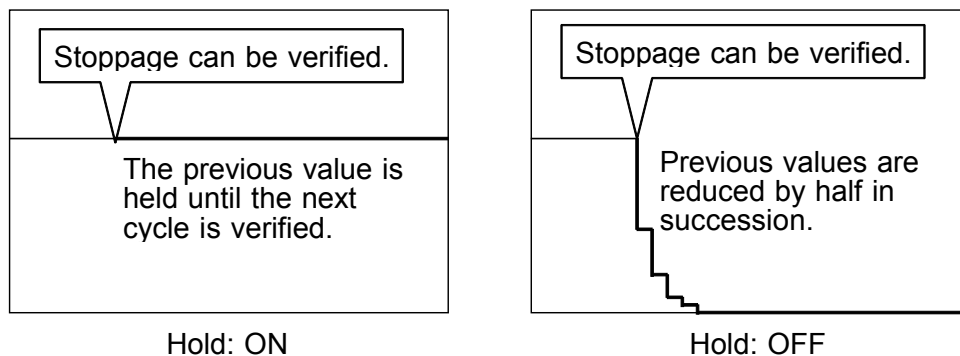 Stoppage can be verified.
The previous value is
held until the next
cycle is verified.
Hold: ON
Stoppage can be verified.
Previous values are
reduced by half in
succession.
Hold: OFF